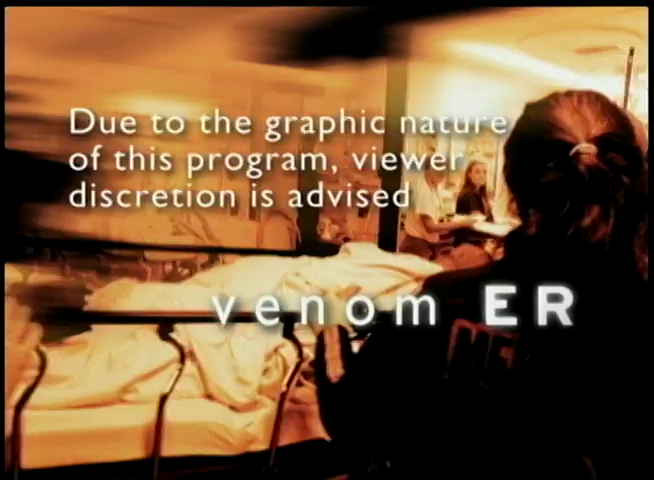 Due to the graphic nature
of this program, viewer
discretion is advised
venom ER